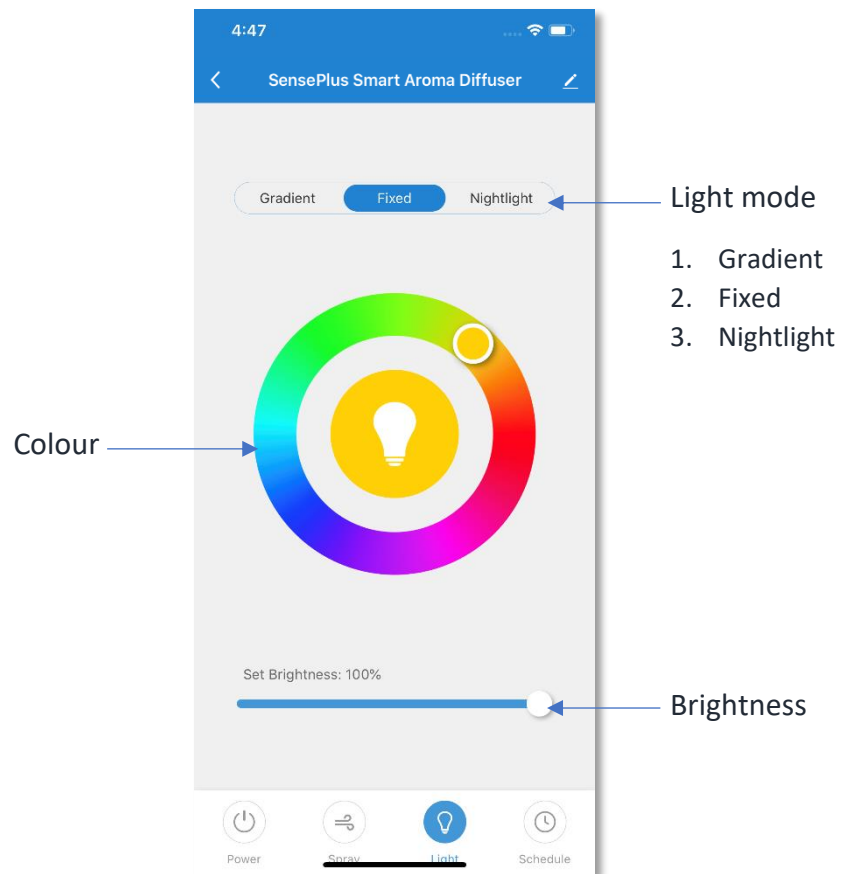 4:47
SensePlus Smart Aroma Diffuser
Gradient Fixed Nightlight
Light mode
1. Gradient
2. Fixed
3. Nightlight
Colour
Set Brightness: 100%
Brightness
Power Spray Light Schedule